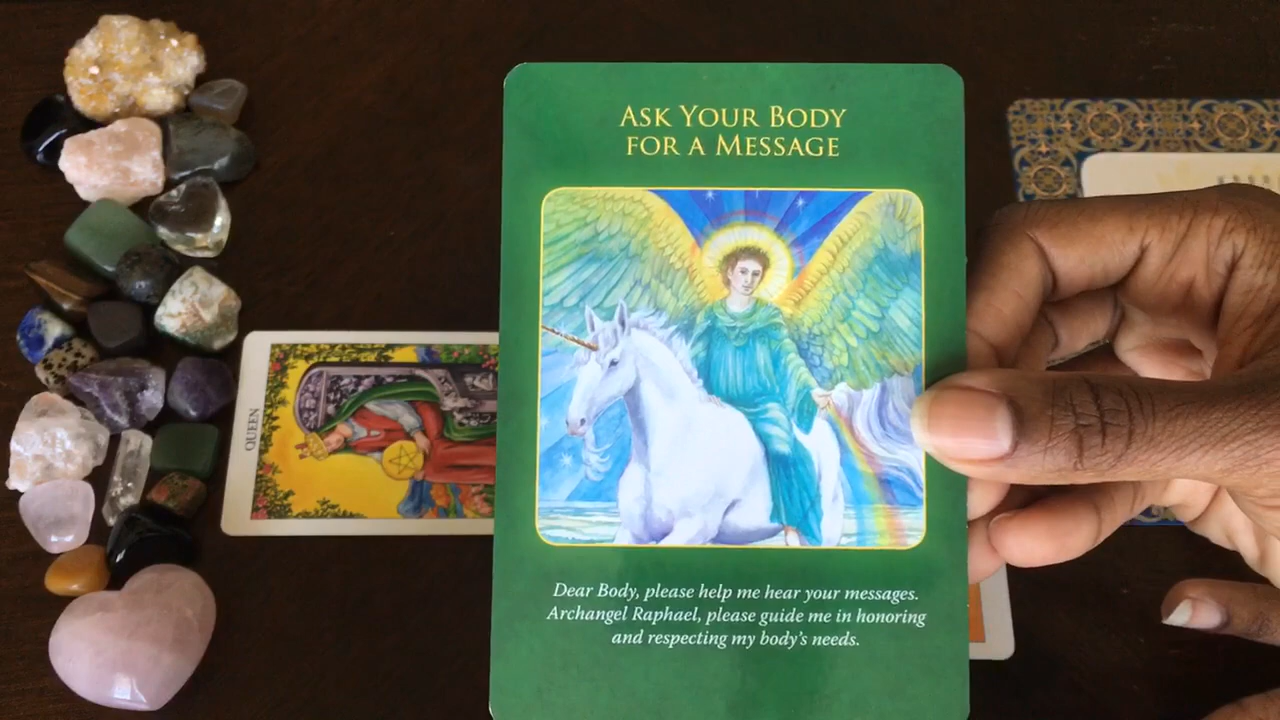 ASK YOUR BODY
FOR A MESSAGE
Dear Body, please help me hear your messages.
Archangel Raphael, please guide me in honoring
and respecting my body's needs.
QUEEN